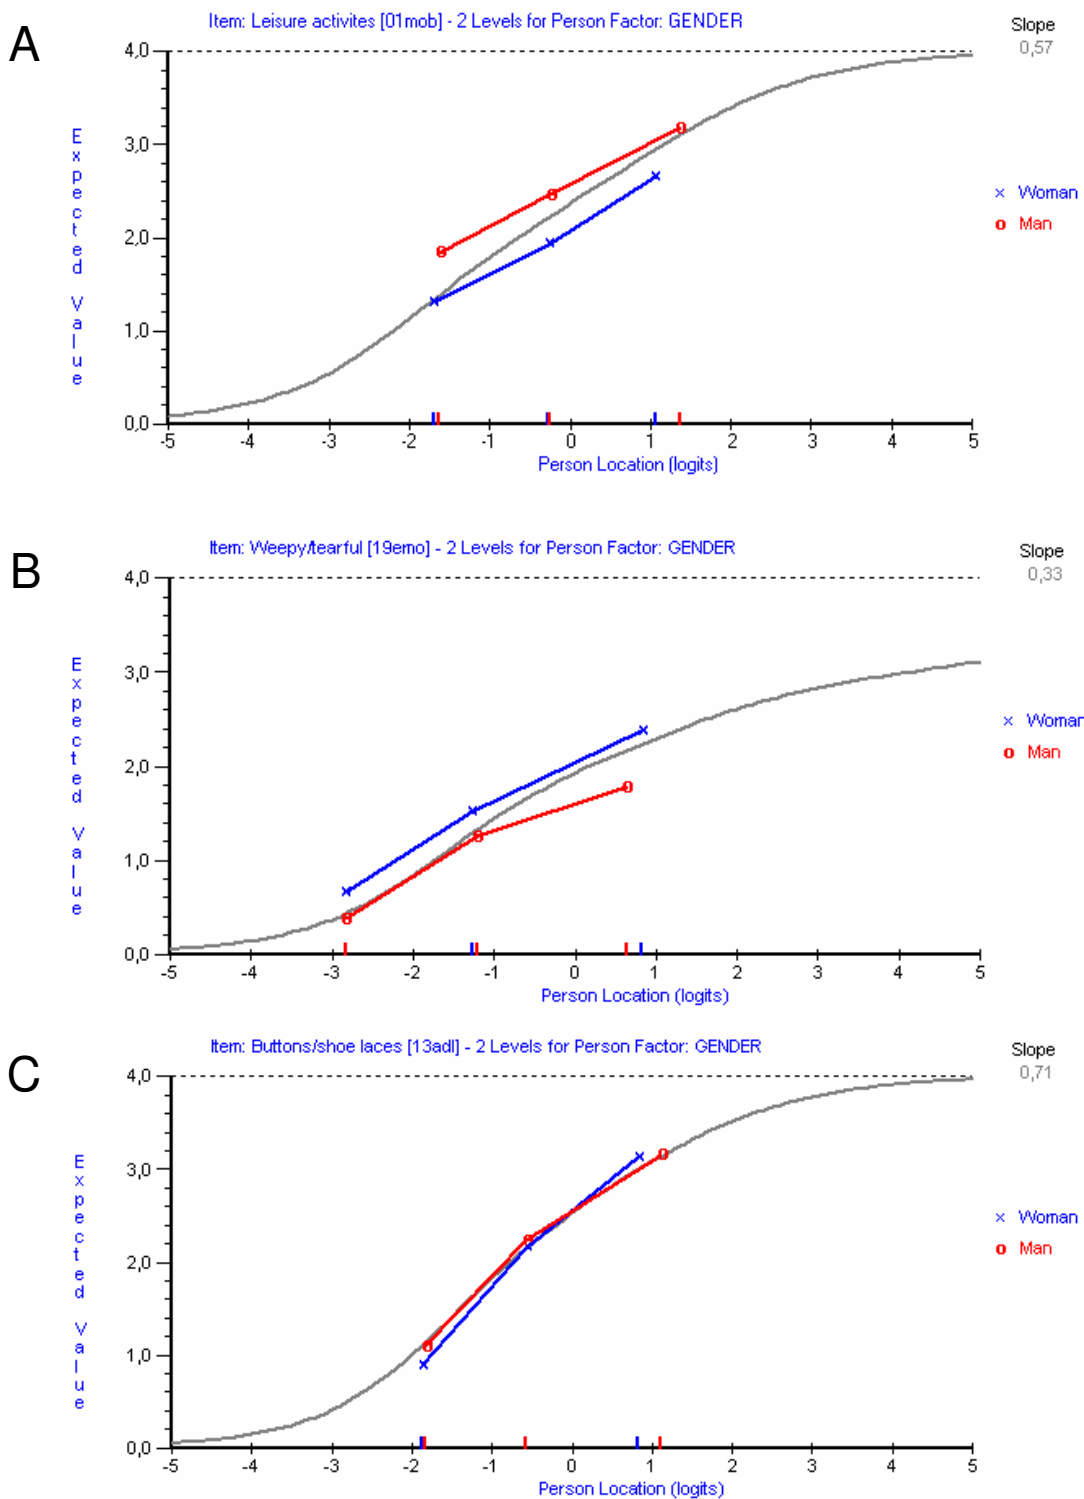 A
Item: Leisure activites [01mob] - 2 Levels for Person Factor: GENDER
Slope
0,57
4,0
3,0
2,0
1,0
0,0
Expected Value
× Woman
o Man
-5 -4 -3 -2 -1 0 1 2 3 4 5
Person Location (logits)
B
Item: Weepy/tearful [19emo] - 2 Levels for Person Factor: GENDER
Slope
0,33
4,0
3,0
2,0
1,0
0,0
Expected Value
× Woman
o Man
-5 -4 -3 -2 -1 0 1 2 3 4 5
Person Location (logits)
C
Item: Buttons/shoe laces [13adl] - 2 Levels for Person Factor: GENDER
Slope
0,71
4,0
3,0
2,0
1,0
0,0
Expected Value
× Woman
o Man
-5 -4 -3 -2 -1 0 1 2 3 4 5
Person Location (logits)